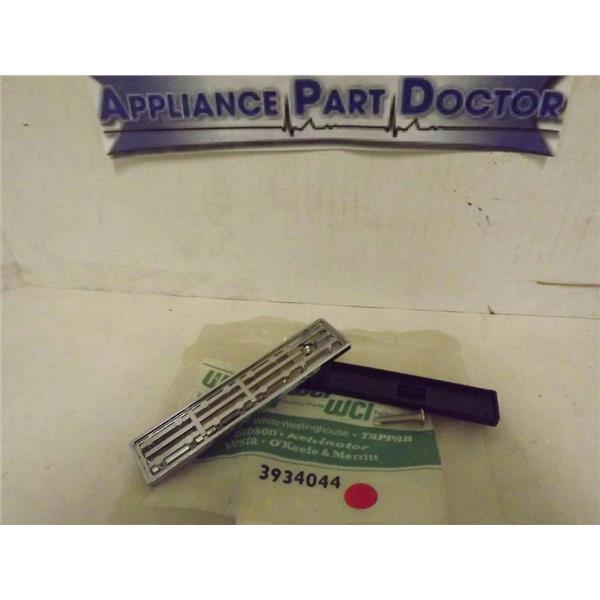 APPLIANCE PART DOCTOR
WCI
White-Westinghouse · TAPPAN
Gibson · Kelvinator
Vesta · O'Keefe & Merritt
3934044